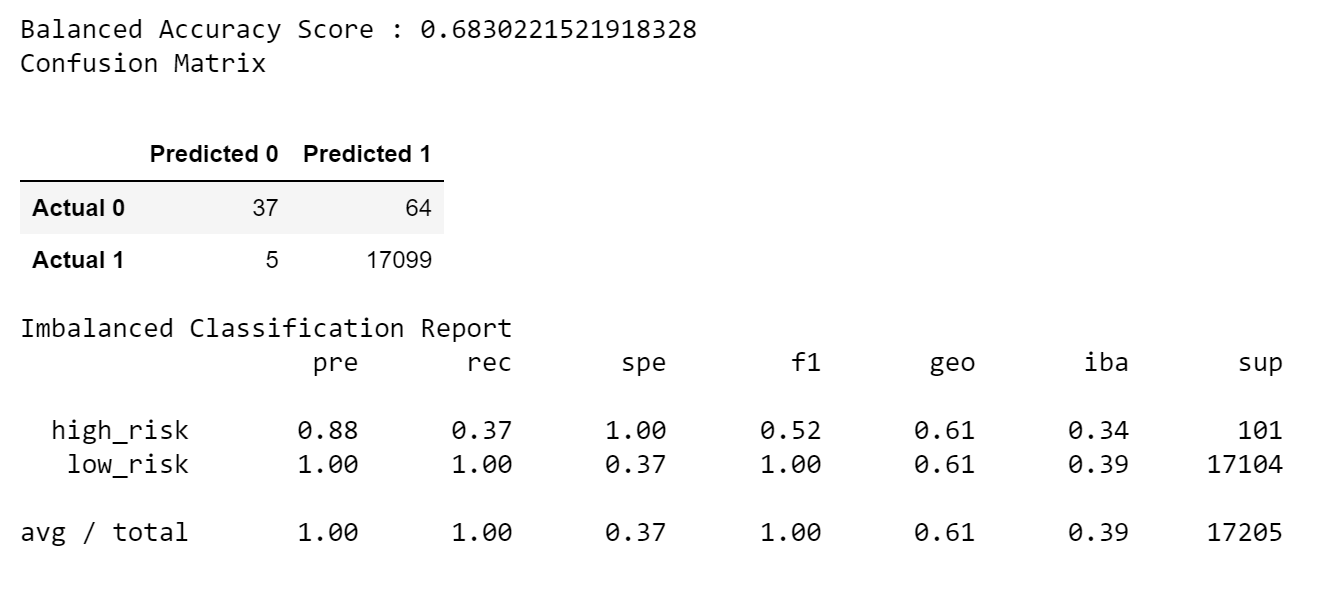 Balanced Accuracy Score : 0.6830221521918328
Confusion Matrix
Predicted 0 Predicted 1
Actual 0 37 64
Actual 1 5 17099
Imbalanced Classification Report
pre rec spe f1 geo iba sup
high_risk 0.88 0.37 1.00 0.52 0.61 0.34 101
low_risk 1.00 1.00 0.37 1.00 0.61 0.39 17104
avg / total 1.00 1.00 0.37 1.00 0.61 0.39 17205